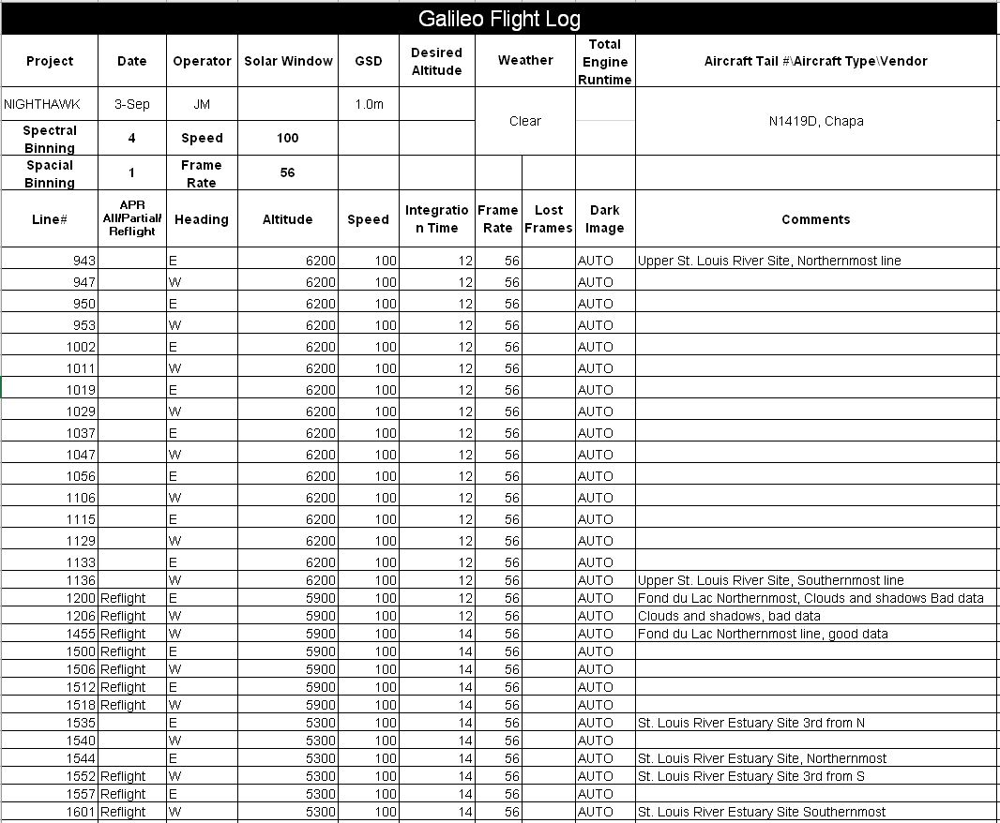 Galileo Flight Log
Project Date Operator Solar Window GSD Desired Altitude Weather Total Engine Runtime Aircraft Tail #\Aircraft Type\Vendor
NIGHTHAWK 3-Sep JM 1.0m Clear N1419D, Chapa
Spectral Binning 4 Speed 100
Spacial Binning 1 Frame Rate 56
Line# APR All/Partial/Reflight Heading Altitude Speed Integration Time Frame Rate Lost Frames Dark Image Comments
943 E 6200 100 12 56 AUTO Upper St. Louis River Site, Northernmost line
947 W 6200 100 12 56 AUTO
950 E 6200 100 12 56 AUTO
953 W 6200 100 12 56 AUTO
1002 E 6200 100 12 56 AUTO
1011 W 6200 100 12 56 AUTO
1019 E 6200 100 12 56 AUTO
1029 W 6200 100 12 56 AUTO
1037 E 6200 100 12 56 AUTO
1047 W 6200 100 12 56 AUTO
1056 E 6200 100 12 56 AUTO
1106 W 6200 100 12 56 AUTO
1115 E 6200 100 12 56 AUTO
1129 W 6200 100 12 56 AUTO
1133 E 6200 100 12 56 AUTO
1136 W 6200 100 12 56 AUTO Upper St. Louis River Site, Southernmost line
1200 Reflight E 5900 100 12 56 AUTO Fond du Lac Northernmost, Clouds and shadows Bad data
1206 Reflight W 5900 100 12 56 AUTO Clouds and shadows, bad data
1455 Reflight W 5900 100 14 56 AUTO Fond du Lac Northernmost line, good data
1500 Reflight E 5900 100 14 56 AUTO
1506 Reflight W 5900 100 14 56 AUTO
1512 Reflight E 5900 100 14 56 AUTO
1518 Reflight W 5900 100 14 56 AUTO
1535 E 5300 100 14 56 AUTO St. Louis River Estuary Site 3rd from N
1540 W 5300 100 14 56 AUTO
1544 E 5300 100 14 56 AUTO St. Louis River Estuary Site, Northernmost
1552 Reflight W 5300 100 14 56 AUTO St. Louis River Estuary Site 3rd from S
1557 Reflight E 5300 100 14 56 AUTO
1601 Reflight W 5300 100 14 56 AUTO St. Louis River Estuary Site Southernmost